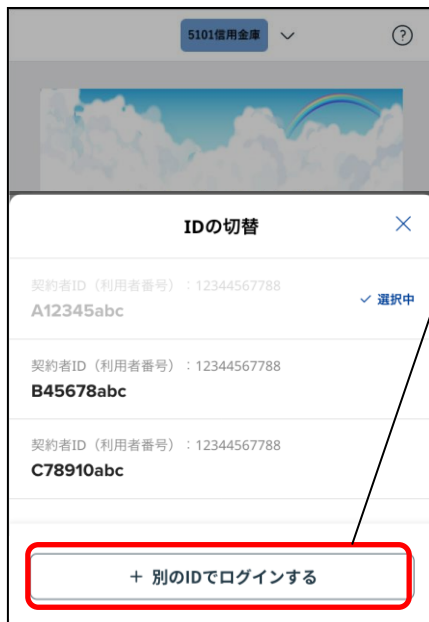 5101信用金庫
?
IDの切替
契約者ID（利用者番号）：12344567788
A12345abc
選択中
契約者ID（利用者番号）：12344567788
B45678abc
契約者ID（利用者番号）：12344567788
C78910abc
+ 別のIDでログインする